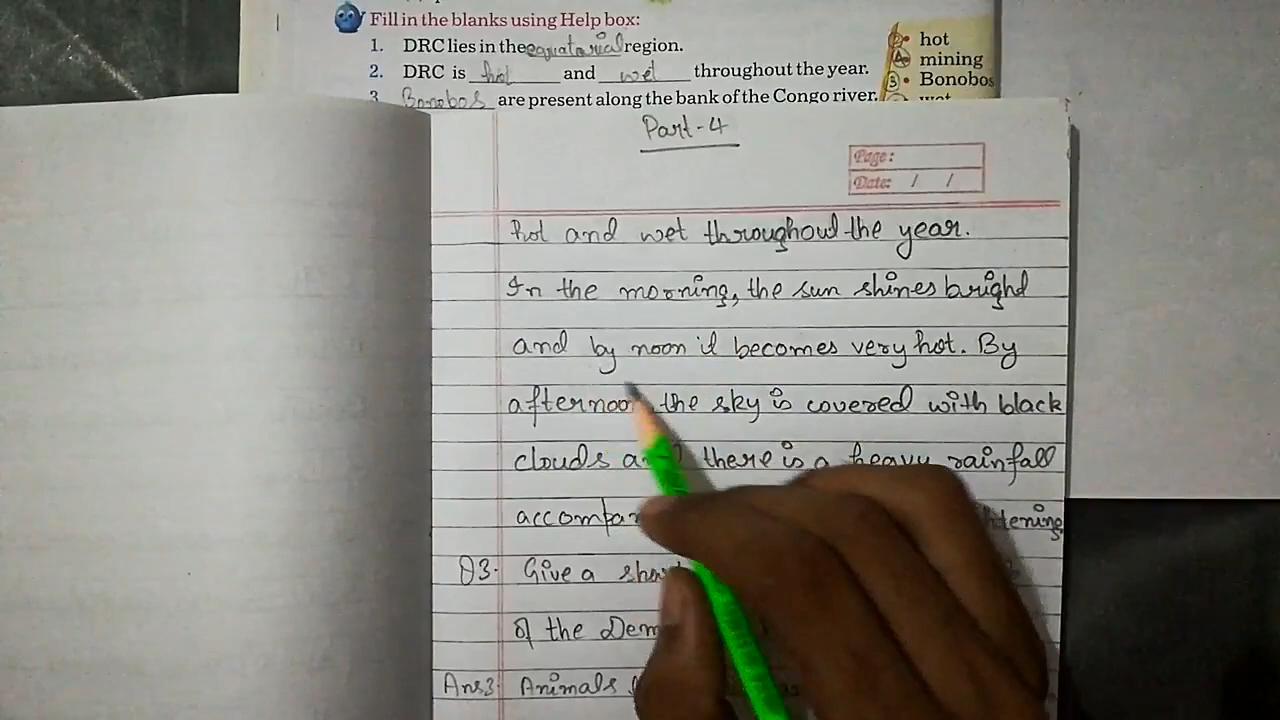 Fill in the blanks using Help box:
1. DRC lies in the equatorial region.
2. DRC is hot and wet throughout the year.
3 Bonobos are present along the bank of the Congo river.
hot
mining
Bonobos
wet
Part-4
Page:
Date: / /
hot and wet throughout the year.
In the morning, the sun shines bright
and by noon it becomes very hot. By
afternoon the sky is covered with black
clouds and there is a heavy rainfall
Q3. Give a
of the
Ans3 Animals